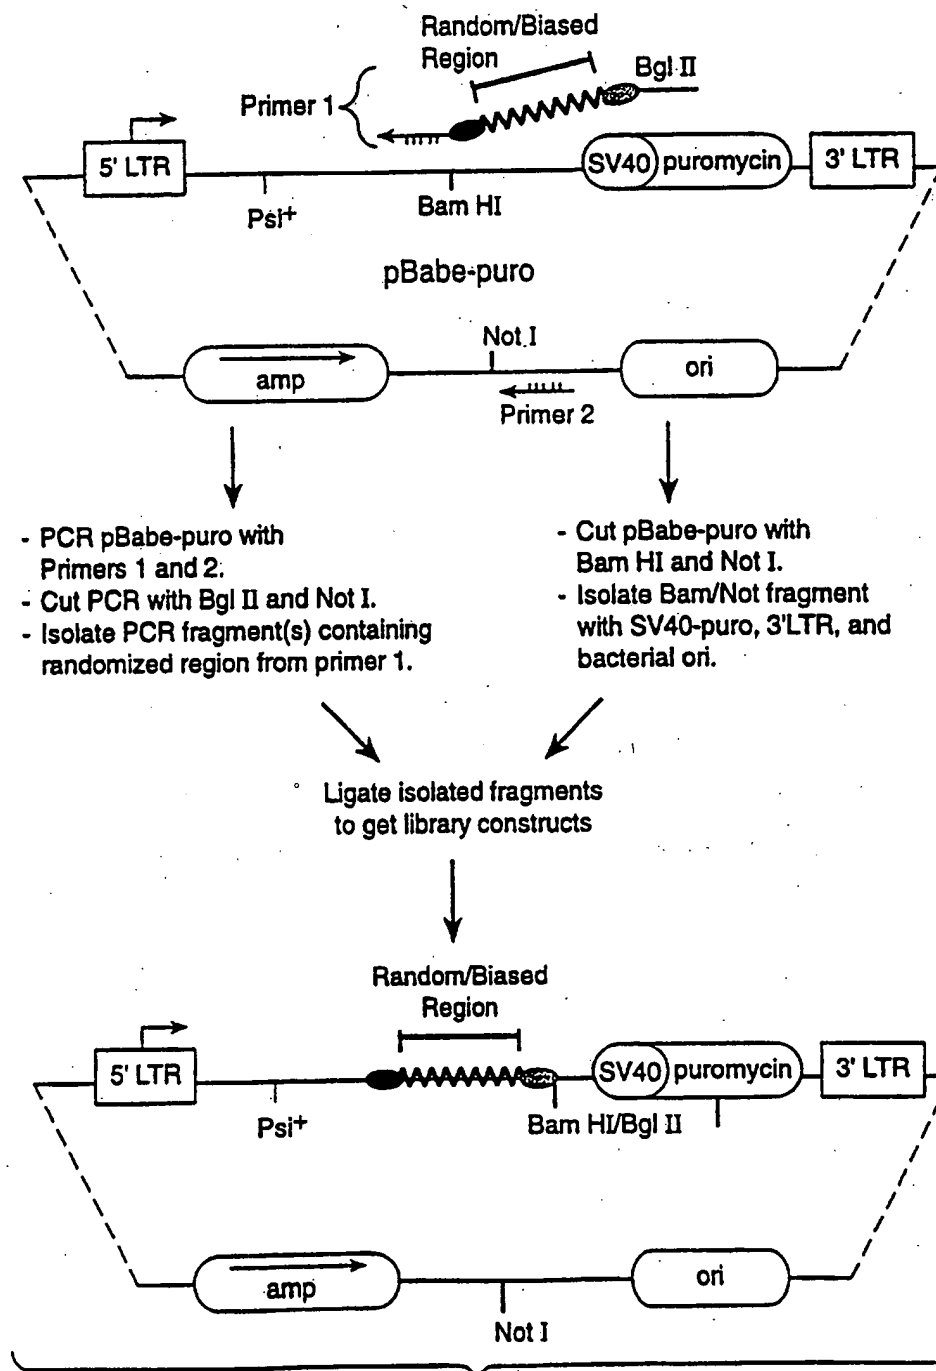 Random/Biased
Region
Bgl II
Primer 1
5' LTR
SV40
puromycin
3' LTR
Psi+
Bam HI
pBabe-puro
Not I
amp
ori
Primer 2
- PCR pBabe-puro with
Primers 1 and 2.
- Cut PCR with Bgl II and Not I.
- Isolate PCR fragment(s) containing
randomized region from primer 1.
- Cut pBabe-puro with
Bam HI and Not I.
- Isolate Bam/Not fragment
with SV40-puro, 3'LTR, and
bacterial ori.
Ligate isolated fragments
to get library constructs
Random/Biased
Region
5' LTR
SV40
puromycin
3' LTR
Psi+
Bam HI/Bgl II
amp
ori
Not I